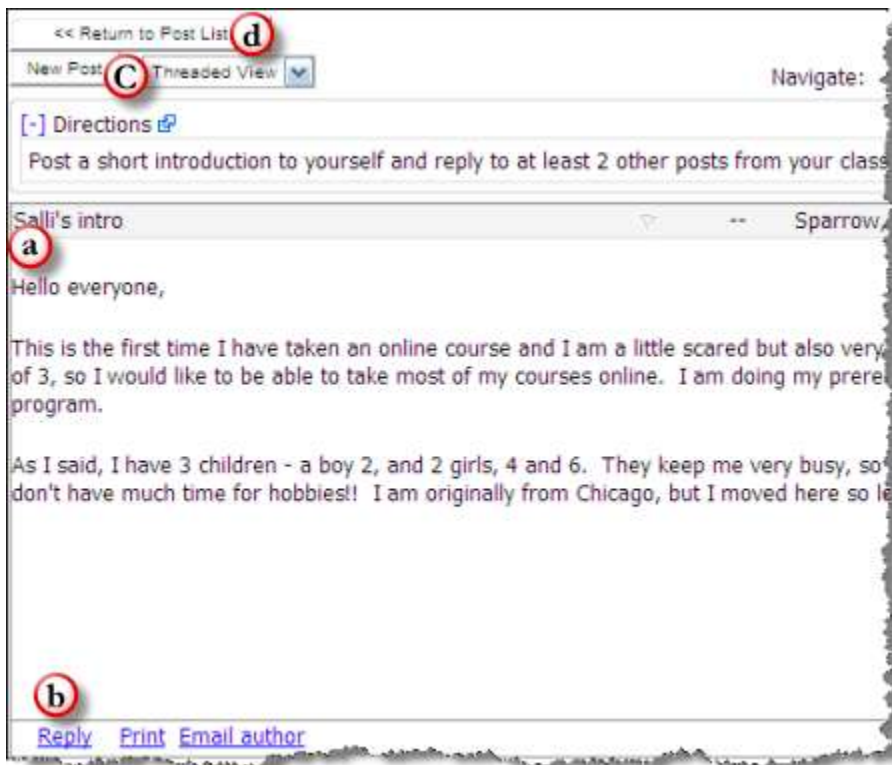 << Return to Post List d
New Post C Threaded View
Navigate:
[-] Directions
Post a short introduction to yourself and reply to at least 2 other posts from your class
Salli's intro -- Sparrow,
a
Hello everyone,
This is the first time I have taken an online course and I am a little scared but also very
of 3, so I would like to be able to take most of my courses online. I am doing my prere
program.
As I said, I have 3 children - a boy 2, and 2 girls, 4 and 6. They keep me very busy, so
don't have much time for hobbies!! I am originally from Chicago, but I moved here so le
b
Reply Print Email author